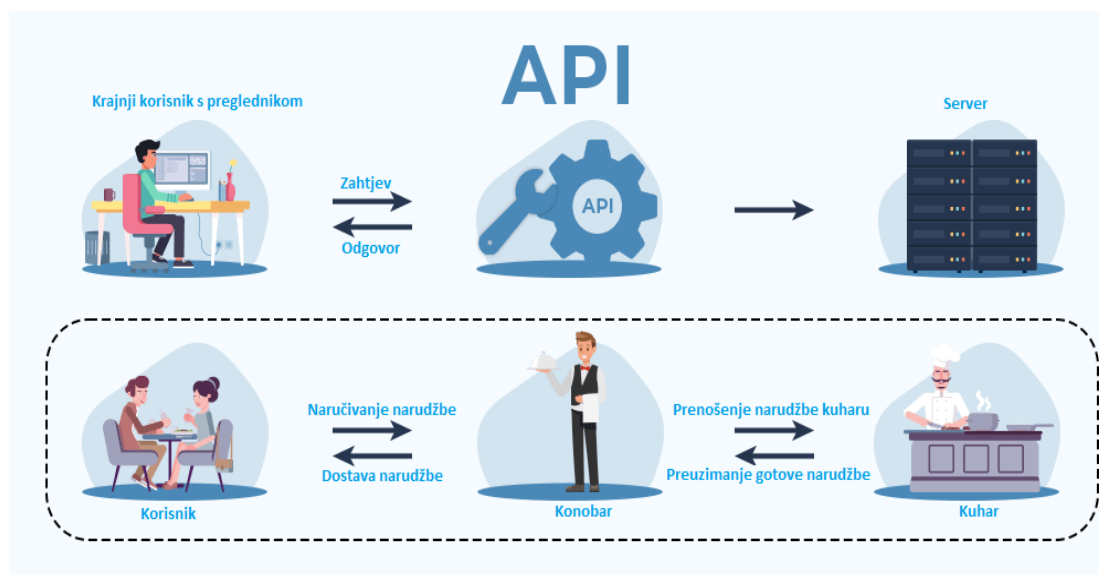 API
Krajnji korisnik s preglednikom
Server
Zahtjev
API
Odgovor
Naručivanje narudžbe
Prenošenje narudžbe kuharu
Dostava narudžbe
Preuzimanje gotove narudžbe
Korisnik
Konobar
Kuhar